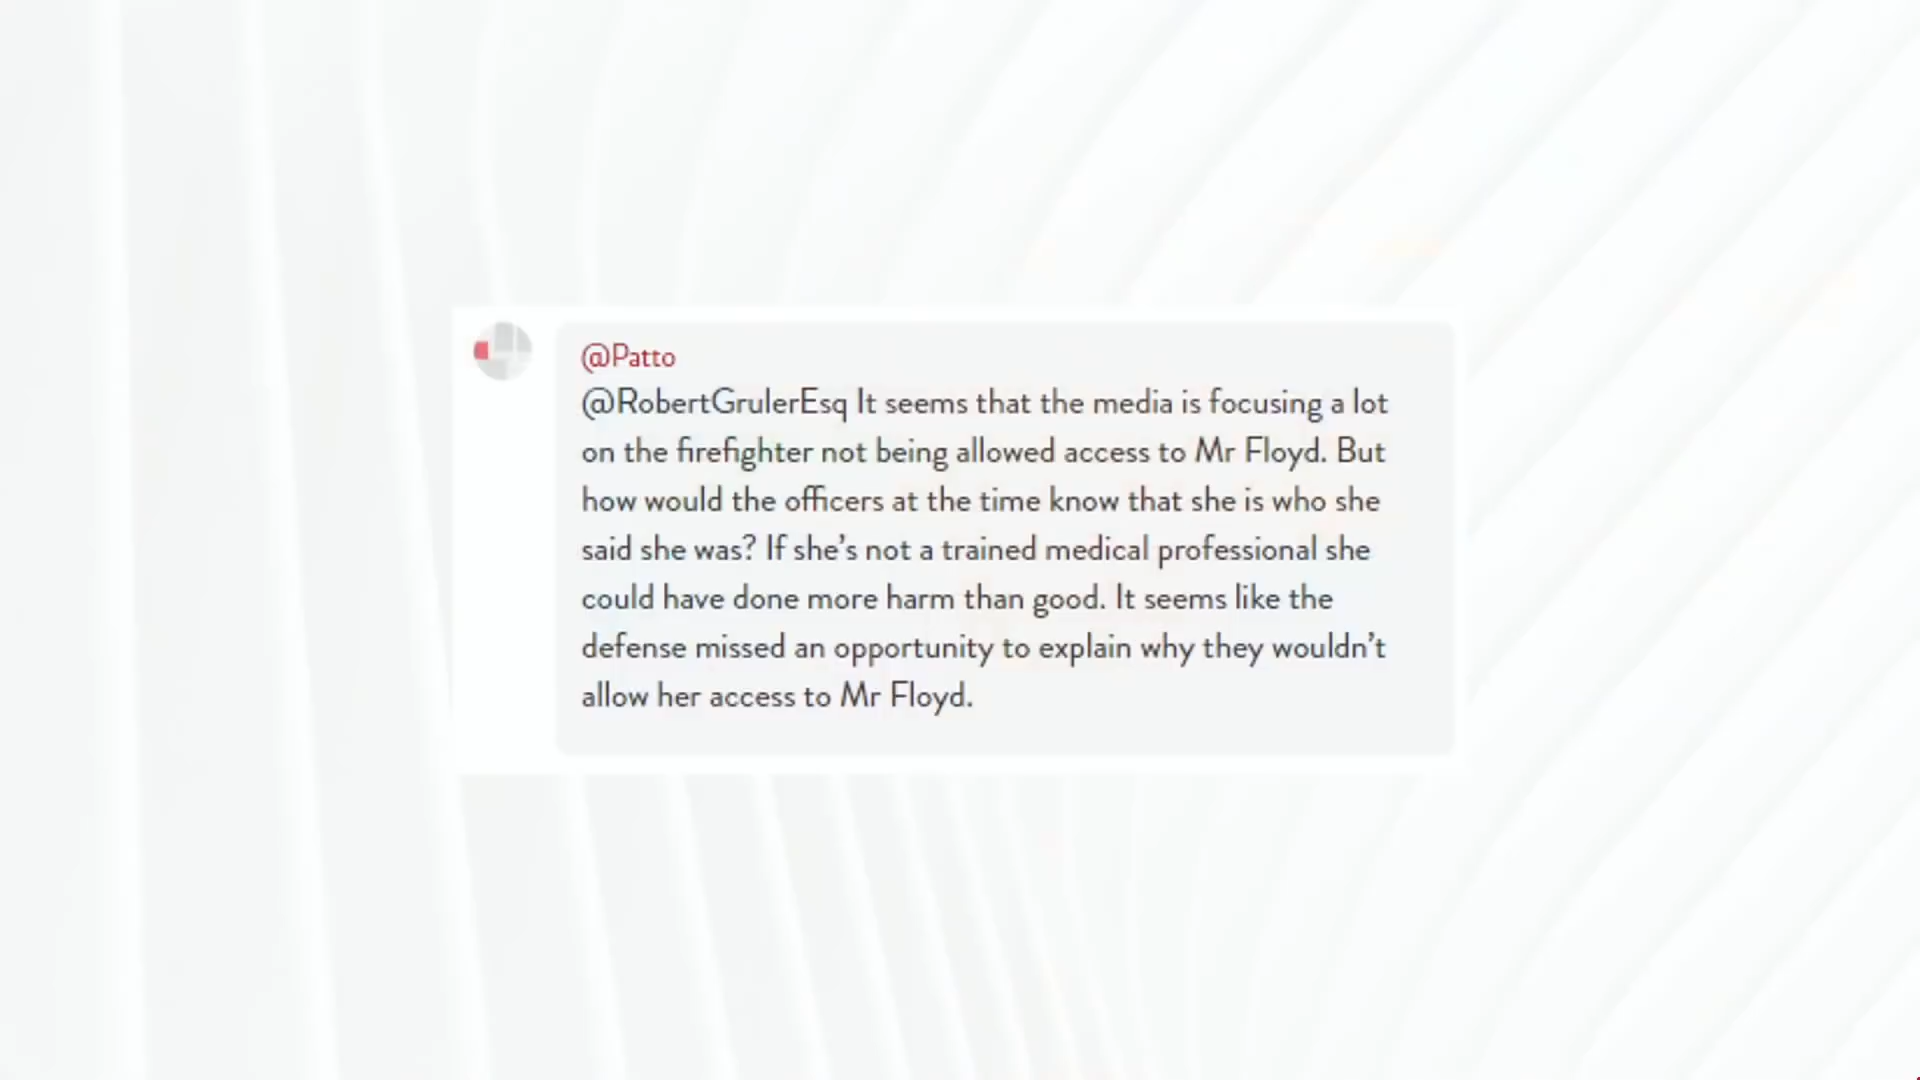 @Patto
@RobertGrulerEsq It seems that the media is focusing a lot
on the firefighter not being allowed access to Mr Floyd. But
how would the officers at the time know that she is who she
said she was? If she’s not a trained medical professional she
could have done more harm than good. It seems like the
defense missed an opportunity to explain why they wouldn’t
allow her access to Mr Floyd.